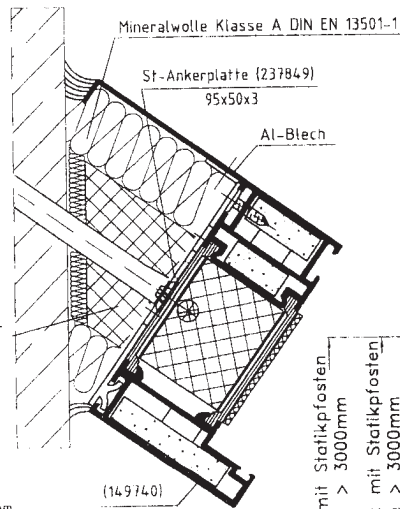 Mineralwolle Klasse A DIN EN 13501-1
St-Ankerplatte (237849)
95x50x3
Al-Blech
mit Statikpfosten
> 3000mm
mit Statikpfosten
> 3000mm
(149740)